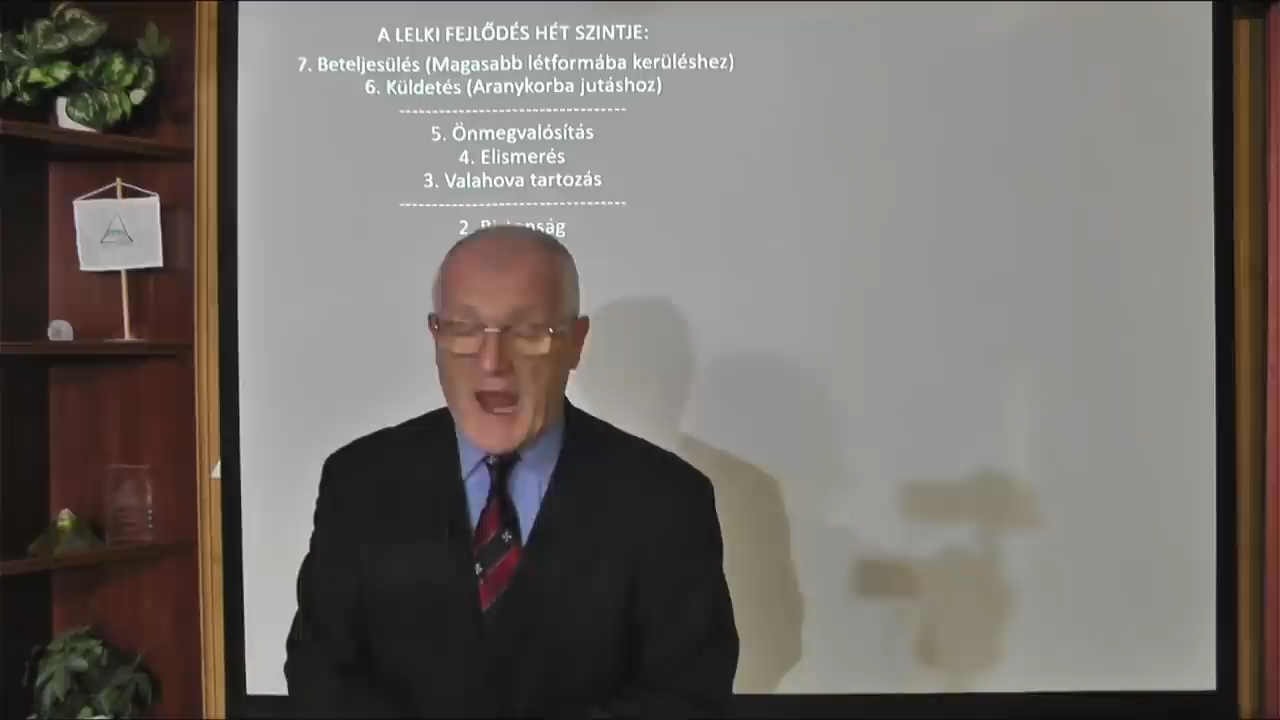 A LELKI FEJLŐDÉS HÉT SZINTJE:
7. Beteljesülés (Magasabb létformába kerüléshez)
6. Küldetés (Aranykorba jutáshoz)
-------------------------------
5. Önmegvalósítás
4. Elismerés
3. Valahova tartozás
-------------------------------
2.